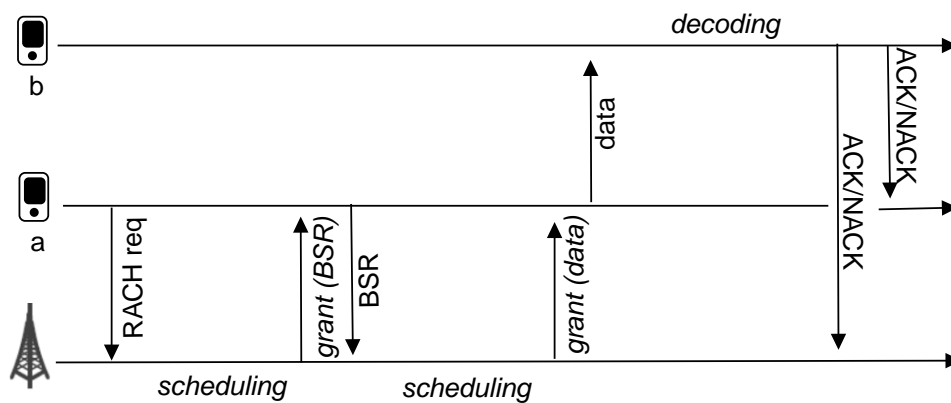 decoding
b
data
ACK/NACK
ACK/NACK
a
RACH req
grant (BSR)
BSR
grant (data)
scheduling
scheduling